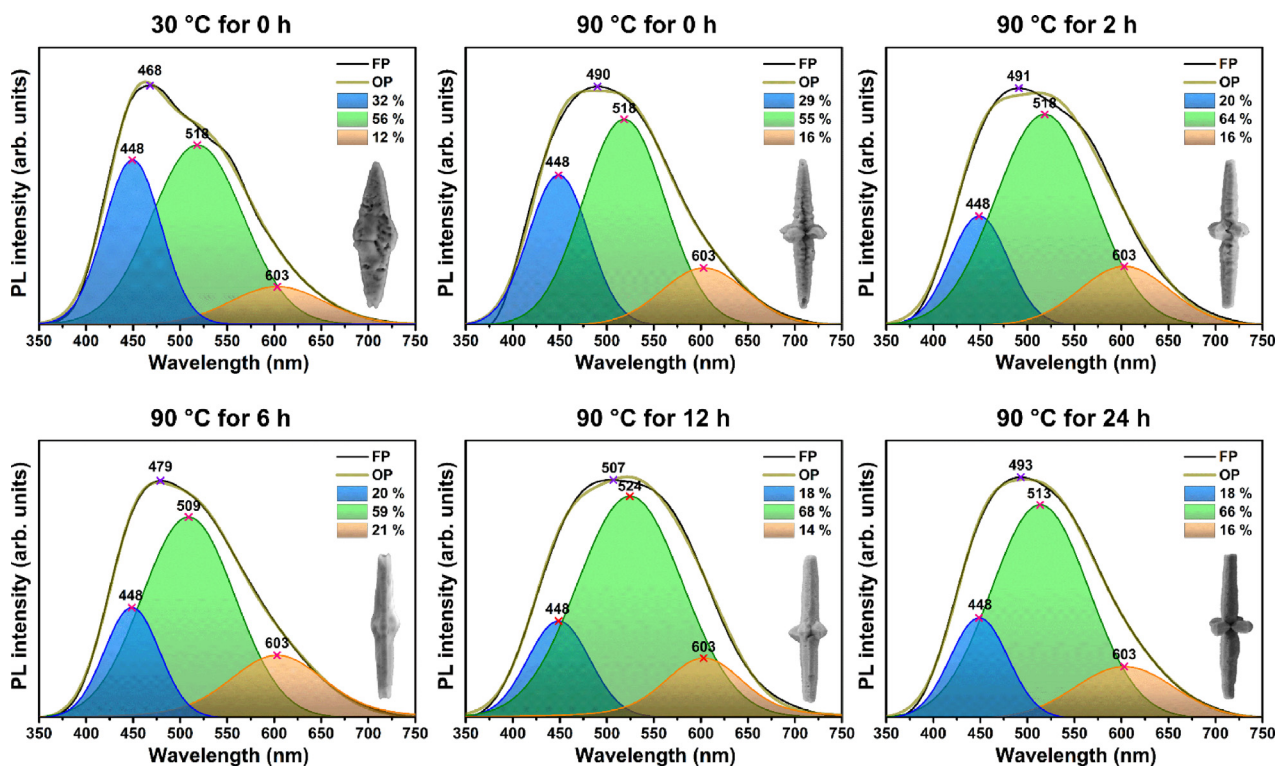 30 °C for 0 h
PL intensity (arb. units)
468
448
518
603
FP
OP
32 %
56 %
12 %
350 400 450 500 550 600 650 700 750
Wavelength (nm)
90 °C for 0 h
PL intensity (arb. units)
490
448
518
603
FP
OP
29 %
55 %
16 %
350 400 450 500 550 600 650 700 750
Wavelength (nm)
90 °C for 2 h
PL intensity (arb. units)
491
518
448
603
FP
OP
20 %
64 %
16 %
350 400 450 500 550 600 650 700 750
Wavelength (nm)
90 °C for 6 h
PL intensity (arb. units)
479
509
448
603
FP
OP
20 %
59 %
21 %
350 400 450 500 550 600 650 700 750
Wavelength (nm)
90 °C for 12 h
PL intensity (arb. units)
507
524
448
603
FP
OP
18 %
68 %
14 %
350 400 450 500 550 600 650 700 750
Wavelength (nm)
90 °C for 24 h
PL intensity (arb. units)
493
513
448
603
FP
OP
18 %
66 %
16 %
350 400 450 500 550 600 650 700 750
Wavelength (nm)